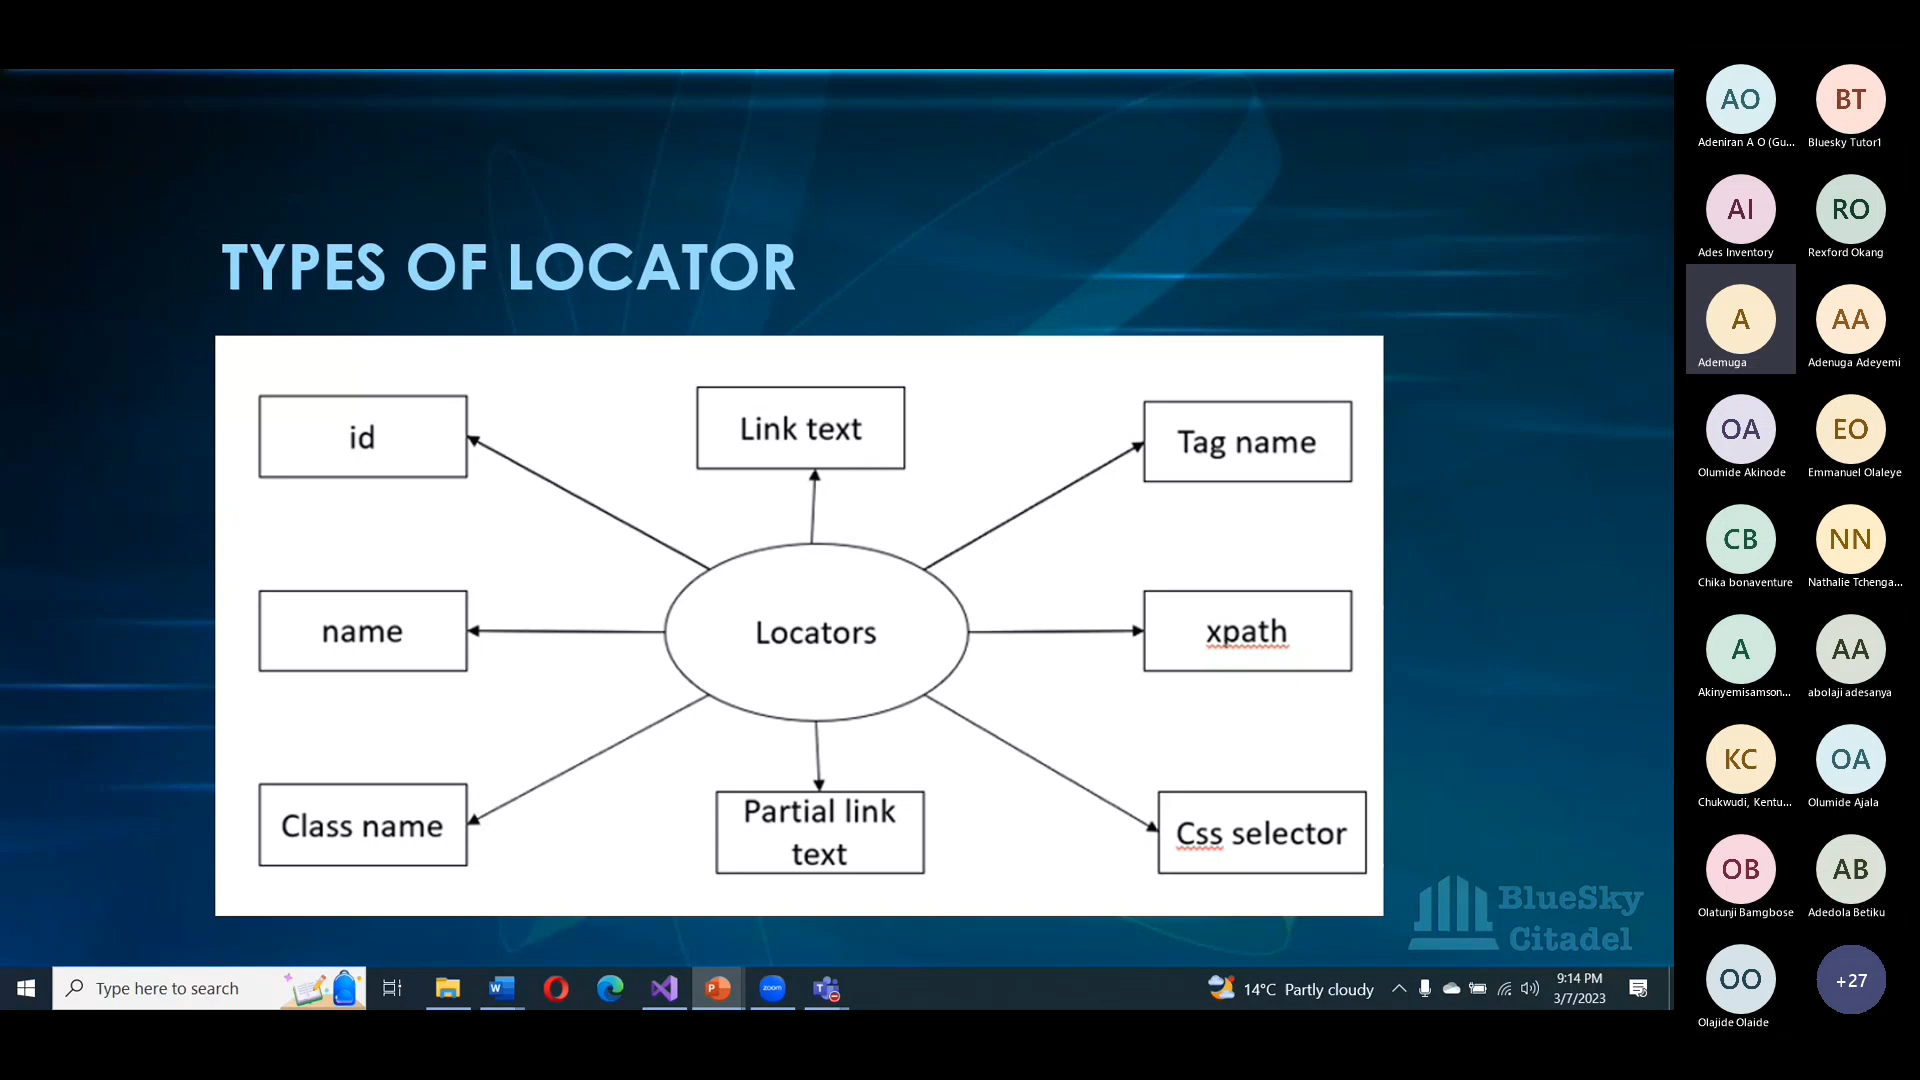 TYPES OF LOCATOR
id
Link text
Tag name
name
Locators
xpath
Class name
Partial link
text
Css selector
BlueSky
Citadel
Type here to search
W
zoom
14°C Partly cloudy
9:14 PM
3/7/2023
AO
Adeniran A O (Gu...
BT
Bluesky Tutor1
AI
Ades Inventory
RO
Rexford Okang
A
Ademuga
AA
Adenuga Adeyemi
OA
Olumide Akinode
EO
Emmanuel Olaleye
CB
Chika bonaventure
NN
Nathalie Tchenga...
A
Akinyemisamson...
AA
abolaji adesanya
KC
Chukwudi, Kentu...
OA
Olumide Ajala
OB
Olatunji Bamgbose
AB
Adedola Betiku
OO
Olajide Olaide
+27